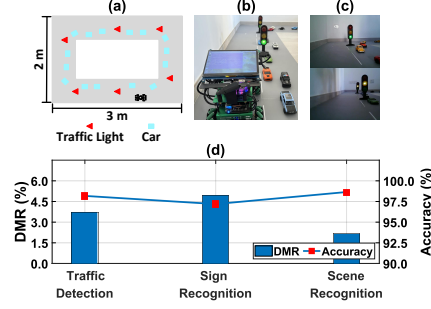 (a)
(b)
(c)
2 m
3 m
Traffic Light
Car
(d)
DMR (%)
6.0
4.5
3.0
1.5
0.0
Accuracy (%)
100.0
97.5
95.0
92.5
90.0
DMR
Accuracy
Traffic Detection
Sign Recognition
Scene Recognition